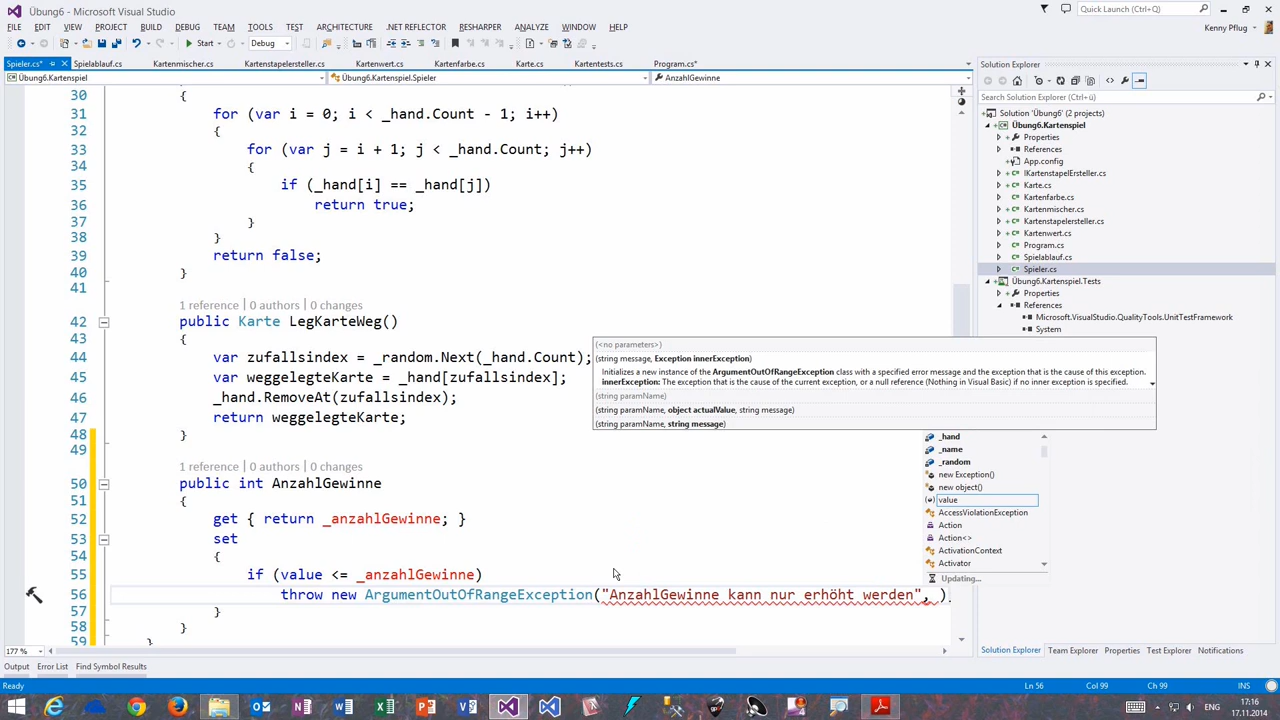 Übung6 - Microsoft Visual Studio
Quick Launch (Ctrl+Q)
FILE EDIT VIEW PROJECT BUILD DEBUG TEAM TOOLS TEST ARCHITECTURE .NET REFLECTOR RESHARPER ANALYZE WINDOW HELP
Kenny Pflug
Start Debug
Spieler.cs* Spielablauf.cs Kartenmischer.cs Kartenstapelersteller.cs Kartenwert.cs Kartenfarbe.cs Karte.cs Kartentests.cs Program.cs*
Übung6.Kartenspiel Übung6.Kartenspiel.Spieler AnzahlGewinne
30 {
31 for (var i = 0; i < _hand.Count - 1; i++)
32 {
33 for (var j = i + 1; j < _hand.Count; j++)
34 {
35 if (_hand[i] == _hand[j])
36 return true;
37 }
38 }
39 return false;
40 }
41
1 reference | 0 authors | 0 changes
42 public Karte LegKarteWeg()
43 {
44 var zufallsindex = _random.Next(_hand.Count);
45 var weggelegteKarte = _hand[zufallsindex];
46 _hand.RemoveAt(zufallsindex);
47 return weggelegteKarte;
48 }
49
1 reference | 0 authors | 0 changes
50 public int AnzahlGewinne
51 {
52 get { return _anzahlGewinne; }
53 set
54 {
55 if (value <= _anzahlGewinne)
56 throw new ArgumentOutOfRangeException("AnzahlGewinne kann nur erhöht werden", )
57 }
58 }
59 }
(<no parameters>)
(string message, Exception innerException)
Initializes a new instance of the ArgumentOutOfRangeException class with a specified error message and the exception that is the cause of this exception.
innerException: The exception that is the cause of the current exception, or a null reference (Nothing in Visual Basic) if no inner exception is specified.
(string paramName)
(string paramName, object actualValue, string message)
(string paramName, string message)
_hand
_name
_random
new Exception()
new object()
value
AccessViolationException
Action
Action<>
ActivationContext
Activator
Updating...
Solution Explorer
Search Solution Explorer (Ctrl+ü)
Solution 'Übung6' (2 projects)
Übung6.Kartenspiel
Properties
References
App.config
IKartenstapelErsteller.cs
Karte.cs
Kartenfarbe.cs
Kartenmischer.cs
Kartenstapelersteller.cs
Kartenwert.cs
Program.cs
Spielablauf.cs
Spieler.cs
Übung6.Kartenspiel.Tests
Properties
References
Microsoft.VisualStudio.QualityTools.UnitTestFramework
System
177 %
Solution Explorer Team Explorer Properties Test Explorer Notifications
Output Error List Find Symbol Results
Ready Ln 56 Col 99 Ch 99 INS
ENG
17:16
17.11.2014